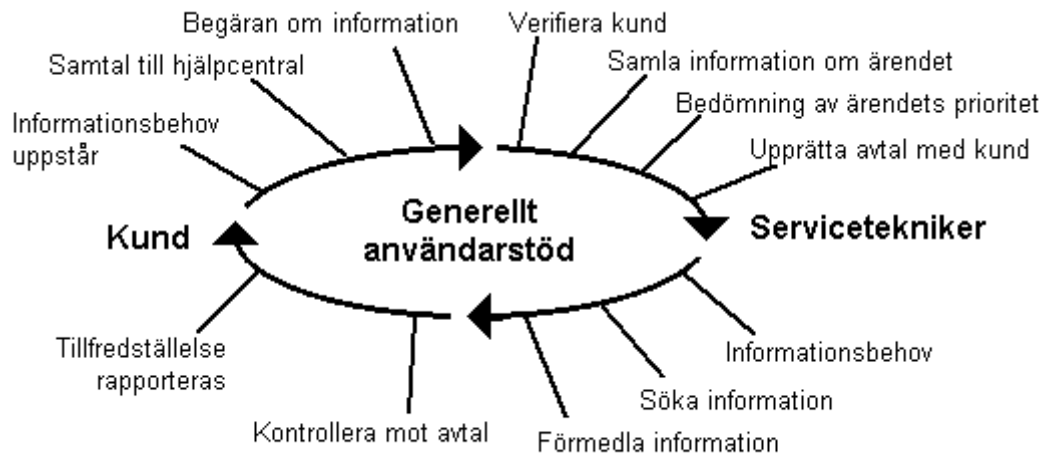 Begäran om information
Verifiera kund
Samtal till hjälpcentral
Samla information om ärendet
Bedömning av ärendets prioritet
Informationsbehov
uppstår
Upprätta avtal med kund
Generellt
användarstöd
Kund
Servicetekniker
Tillfredställelse
rapporteras
Informationsbehov
Söka information
Kontrollera mot avtal
Förmedla information